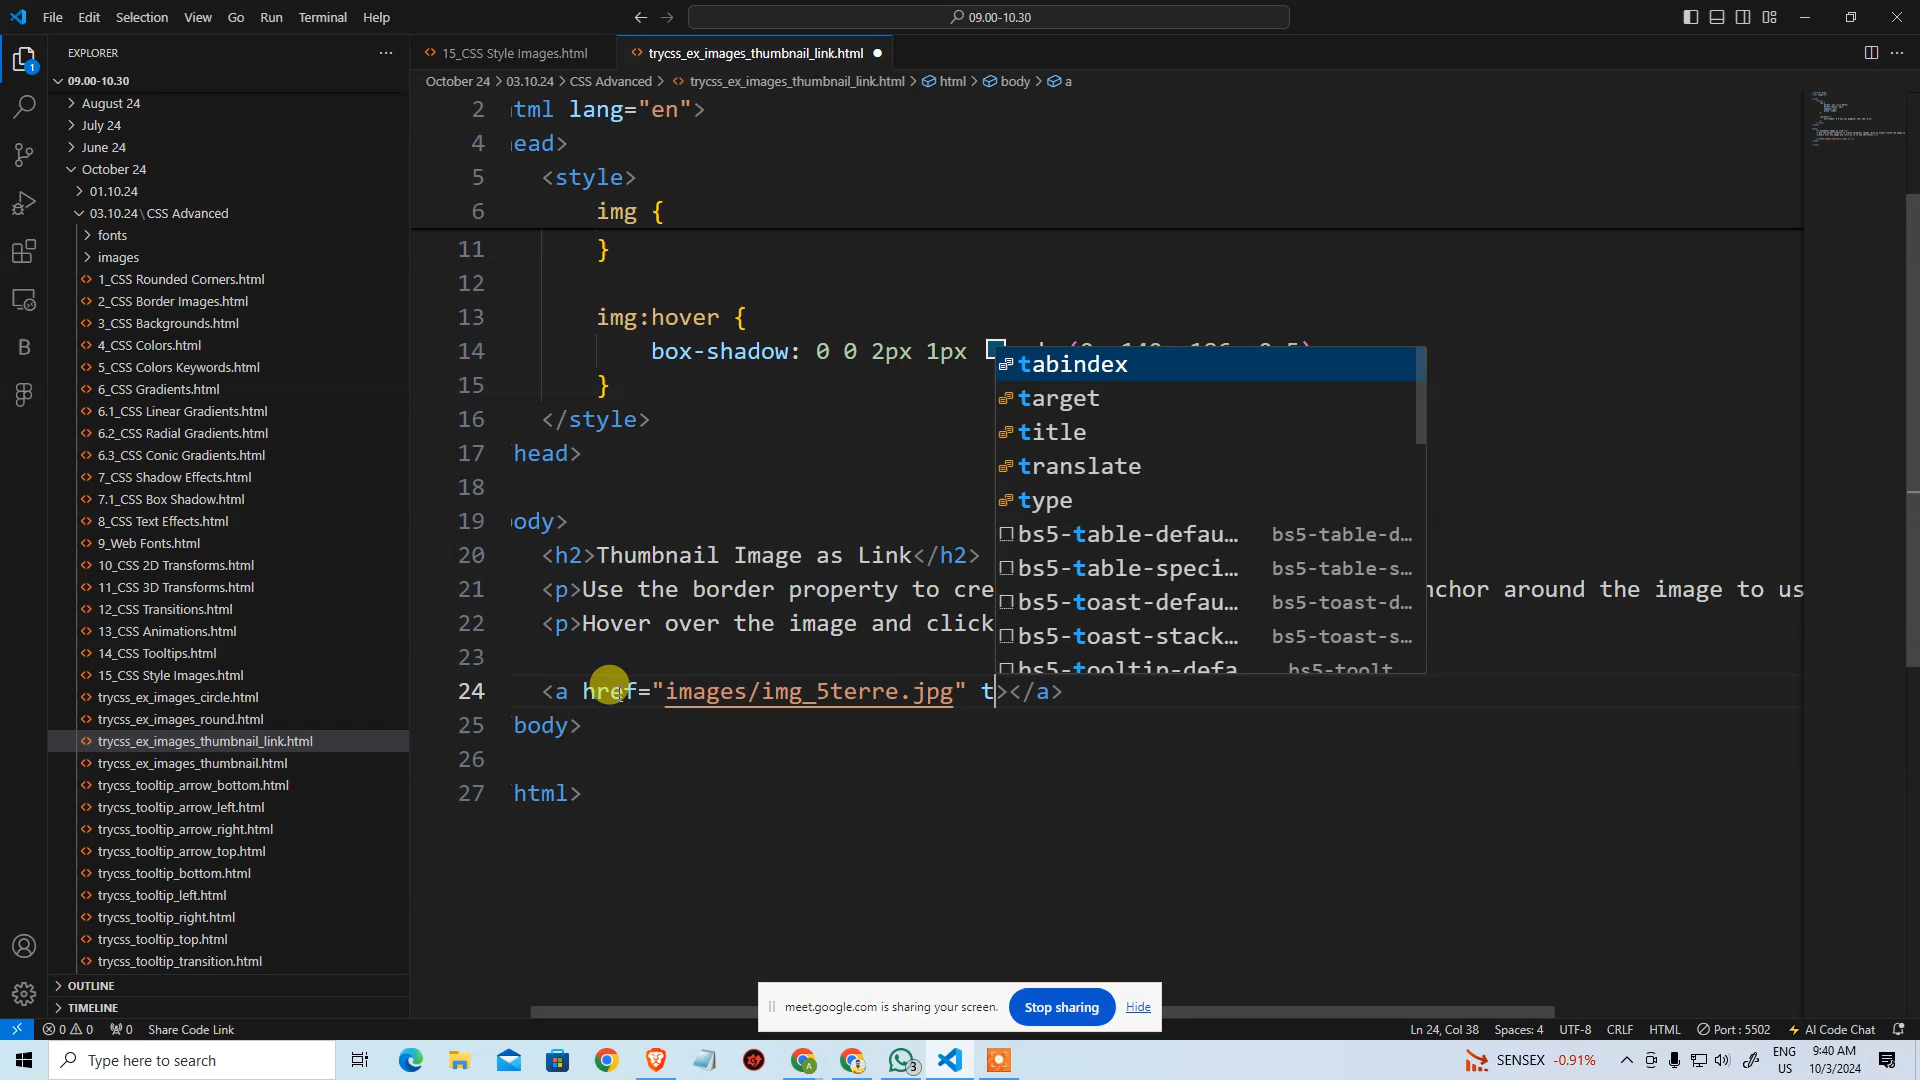 File Edit Selection View Go Run Terminal Help
09.00-10.30
EXPLORER
09.00-10.30
August 24
July 24
June 24
October 24
01.10.24
03.10.24\CSS Advanced
fonts
images
1_CSS Rounded Corners.html
2_CSS Border Images.html
3_CSS Backgrounds.html
4_CSS Colors.html
5_CSS Colors Keywords.html
6_CSS Gradients.html
6.1_CSS Linear Gradients.html
6.2_CSS Radial Gradients.html
6.3_CSS Conic Gradients.html
7_CSS Shadow Effects.html
7.1_CSS Box Shadow.html
8_CSS Text Effects.html
9_Web Fonts.html
10_CSS 2D Transforms.html
11_CSS 3D Transforms.html
12_CSS Transitions.html
13_CSS Animations.html
14_CSS Tooltips.html
15_CSS Style Images.html
trycss_ex_images_circle.html
trycss_ex_images_round.html
trycss_ex_images_thumbnail_link.html
trycss_ex_images_thumbnail.html
trycss_tooltip_arrow_bottom.html
trycss_tooltip_arrow_left.html
trycss_tooltip_arrow_right.html
trycss_tooltip_arrow_top.html
trycss_tooltip_bottom.html
trycss_tooltip_left.html
trycss_tooltip_right.html
trycss_tooltip_top.html
trycss_tooltip_transition.html
OUTLINE
TIMELINE
15_CSS Style Images.html
trycss_ex_images_thumbnail_link.html
October 24 > 03.10.24 > CSS Advanced > trycss_ex_images_thumbnail_link.html > html > body > a
2 html lang="en">
4 ead>
5 <style>
6 img {
11 }
12
13 img:hover {
14 box-shadow: 0 0 2px 1px
15 }
16 </style>
17 head>
18
19 body>
20 <h2>Thumbnail Image as Link</h2>
21 <p>Use the border property to cre nchor around the image to us
22 <p>Hover over the image and click
23
24 <a href="images/img_5terre.jpg" t></a>
25 body>
26
27 html>
tabindex
target
title
translate
type
bs5-table-defau... bs5-table-d...
bs5-table-speci... bs5-table-s...
bs5-toast-defau... bs5-toast-d...
bs5-toast-stack... bs5-toast-s...
bs5-tooltip-defa bs5-toolt
meet.google.com is sharing your screen. Stop sharing Hide
0 0 0 Share Code Link
Ln 24, Col 38 Spaces: 4 UTF-8 CRLF HTML Port : 5502 AI Code Chat
Type here to search
3
SENSEX -0.91%
ENG
US
9:40 AM
10/3/2024